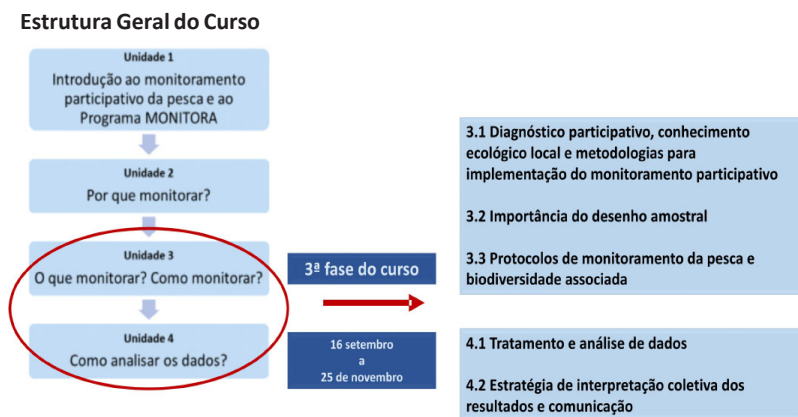 Estrutura Geral do Curso
Unidade 1
Introdução ao monitoramento
participativo da pesca e ao
Programa MONITORA
Unidade 2
Por que monitorar?
Unidade 3
O que monitorar? Como monitorar?
Unidade 4
Como analisar os dados?
3ª fase do curso
16 setembro
a
25 de novembro
3.1 Diagnóstico participativo, conhecimento
ecológico local e metodologias para
implementação do monitoramento participativo
3.2 Importância do desenho amostral
3.3 Protocolos de monitoramento da pesca e
biodiversidade associada
4.1 Tratamento e análise de dados
4.2 Estratégia de interpretação coletiva dos
resultados e comunicação